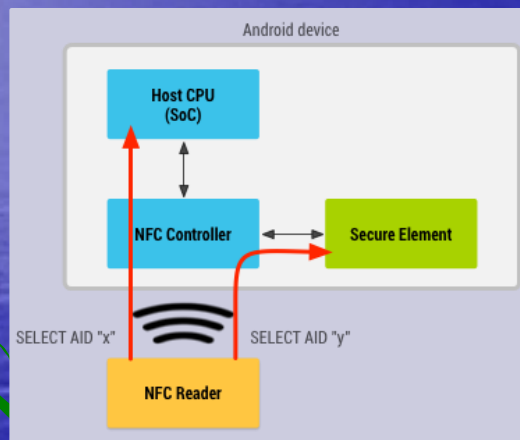 Android device
Host CPU
(SoC)
NFC Controller
Secure Element
SELECT AID "x"
SELECT AID "y"
NFC Reader